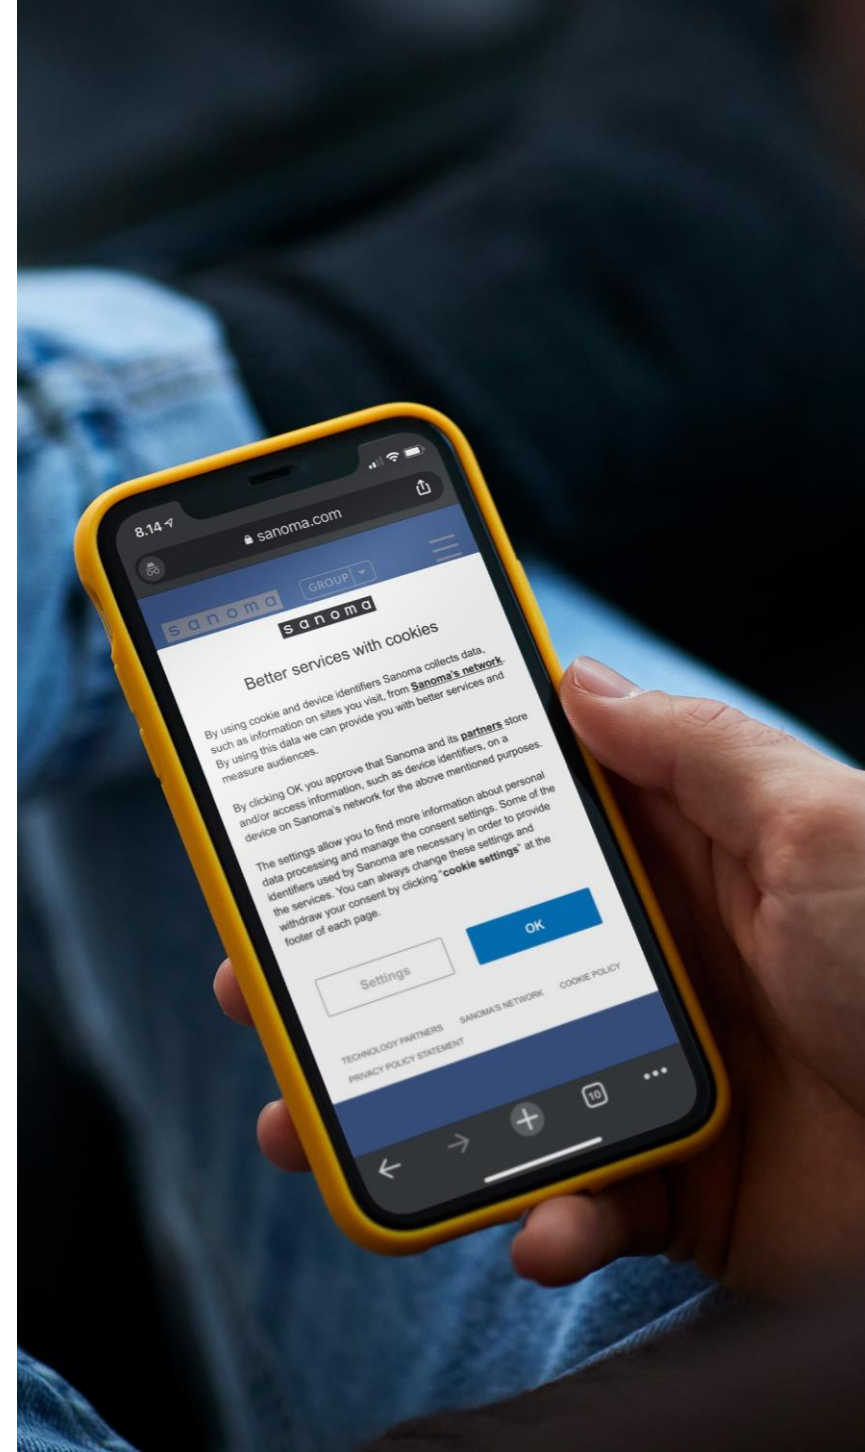 8.14
sanoma.com
sanoma
GROUP
sanoma
Better services with cookies
By using cookie and device identifiers Sanoma collects data,
such as information on sites you visit, from Sanoma's network.
By using this data we can provide you with better services and
measure audiences.
By clicking OK you approve that Sanoma and its partners store
and/or access information, such as device identifiers, on a
device on Sanoma's network for the above mentioned purposes.
The settings allow you to find more information about personal
data processing and manage the consent settings. Some of the
identifiers used by Sanoma are necessary in order to provide
the services. You can always change these settings and
withdraw your consent by clicking "cookie settings" at the
footer of each page.
Settings
OK
TECHNOLOGY PARTNERS SANOMA'S NETWORK COOKIE POLICY
PRIVACY POLICY STATEMENT
10